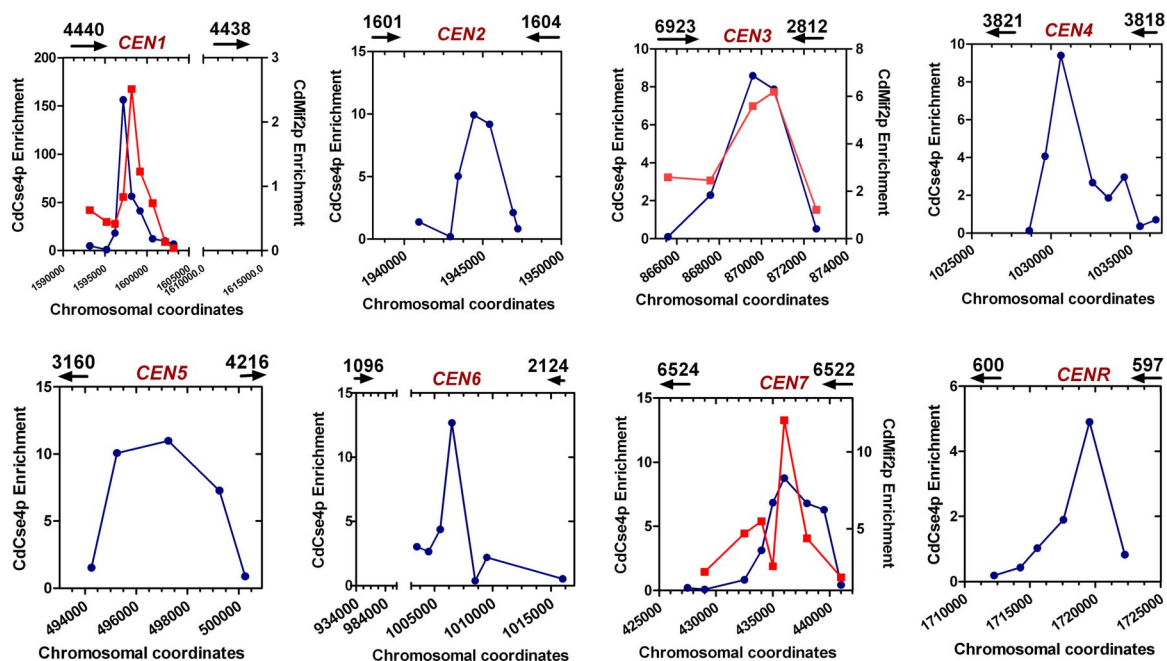 4440 CEN1 4438
200
150
100
50
0
3
2
1
0
CdCse4p Enrichment
CdMif2p Enrichment
1590000 1595000 1600000 1605000 1610000.0 1615000.0
Chromosomal coordinates
1601 CEN2 1604
15
10
5
0
CdCse4p Enrichment
1940000 1945000 1950000
Chromosomal coordinates
6923 CEN3 2812
10
8
6
4
2
0
8
6
4
2
0
CdCse4p Enrichment
CdMif2p Enrichment
866000 868000 870000 872000 874000
Chromosomal coordinates
3821 CEN4 3818
10
8
6
4
2
0
CdCse4p Enrichment
1025000 1030000 1035000
Chromosomal coordinates
3160 CEN5 4216
15
10
5
0
CdCse4p Enrichment
494000 496000 498000 500000
Chromosomal coordinates
1096 CEN6 2124
15
10
5
0
CdCse4p Enrichment
934000 984000 1005000 1010000 1015000
Chromosomal coordinates
6524 CEN7 6522
15
10
5
0
10
5
CdCse4p Enrichment
CdMif2p Enrichment
425000 430000 435000 440000
Chromosomal coordinates
600 CENR 597
6
4
2
0
CdCse4p Enrichment
1710000 1715000 1720000 1725000
Chromosomal coordinates